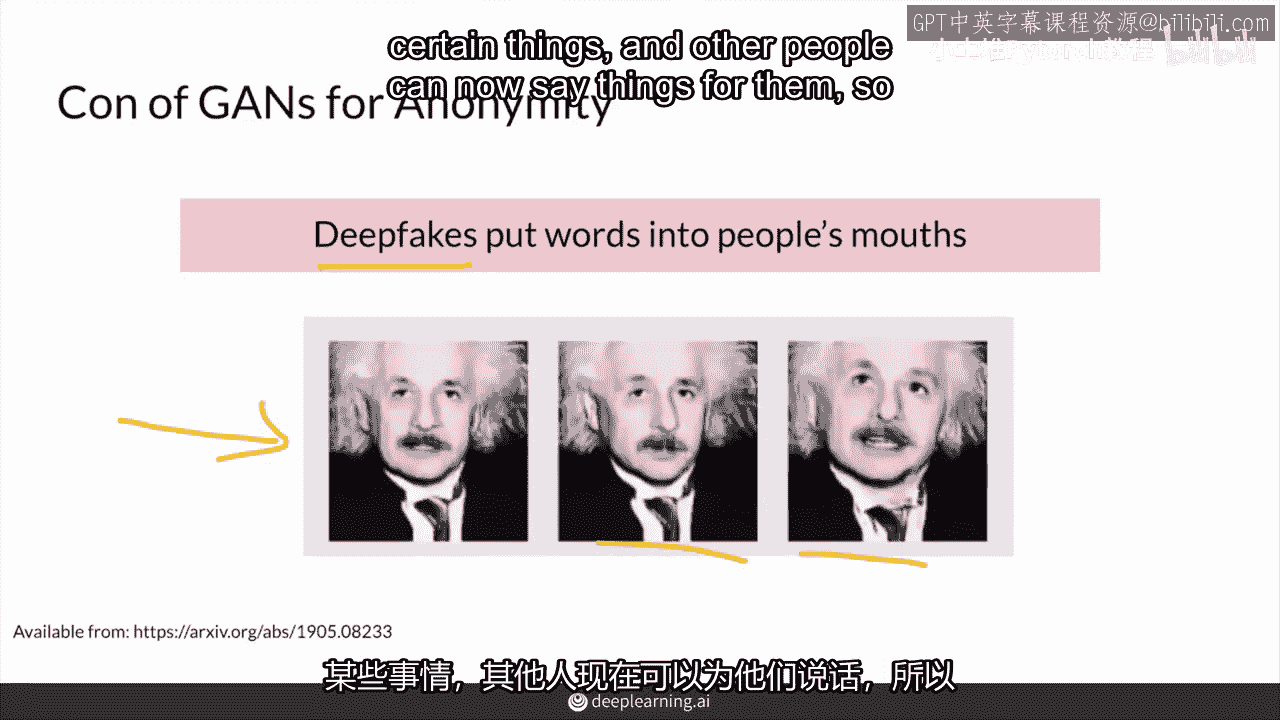 GPT中英字幕课程资源@bilibili.com
certain things, and other people
can now say things for them, so
Con of GANs for Anonymity
Deepfakes put words into people's mouths
Available from: https://arxiv.org/abs/1905.08233
某些事情，其他人现在可以为他们说话，所以
deeplearning.ai